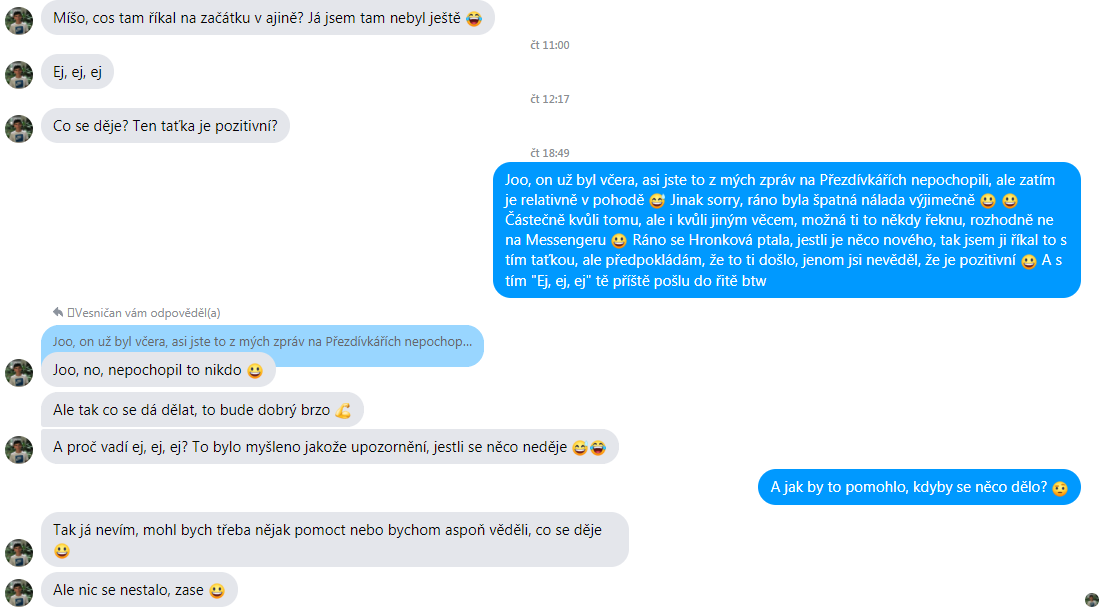 Míšo, cos tam říkal na začátku v ajině? Já jsem tam nebyl ještě 😂
čt 11:00
Ej, ej, ej
čt 12:17
Co se děje? Ten taťka je pozitivní?
čt 18:49
Joo, on už byl včera, asi jste to z mých zpráv na Přezdívkářích nepochopili, ale zatím
je relativně v pohodě 😅 Jinak sorry, ráno byla špatná nálada výjimečně 😀 😀
Částečně kvůli tomu, ale i kvůli jiným věcem, možná ti to někdy řeknu, rozhodně ne
na Messengeru 😀 Ráno se Hronková ptala, jestli je něco nového, tak jsem ji říkal to s
tím taťkou, ale předpokládám, že to ti došlo, jenom jsi nevěděl, že je pozitivní 😀 A s
tím "Ej, ej, ej" tě příště pošlu do řitě btw
Vesničan vám odpověděl(a)
Joo, on už byl včera, asi jste to z mých zpráv na Přezdívkářích nepochop...
Joo, no, nepochopil to nikdo 😀
Ale tak co se dá dělat, to bude dobrý brzo 💪
A proč vadí ej, ej, ej? To bylo myšleno jakože upozornění, jestli se něco neděje 😅😂
A jak by to pomohlo, kdyby se něco dělo? 🤨
Tak já nevím, mohl bych třeba nějak pomoct nebo bychom aspoň věděli, co se děje
😀
Ale nic se nestalo, zase 😀